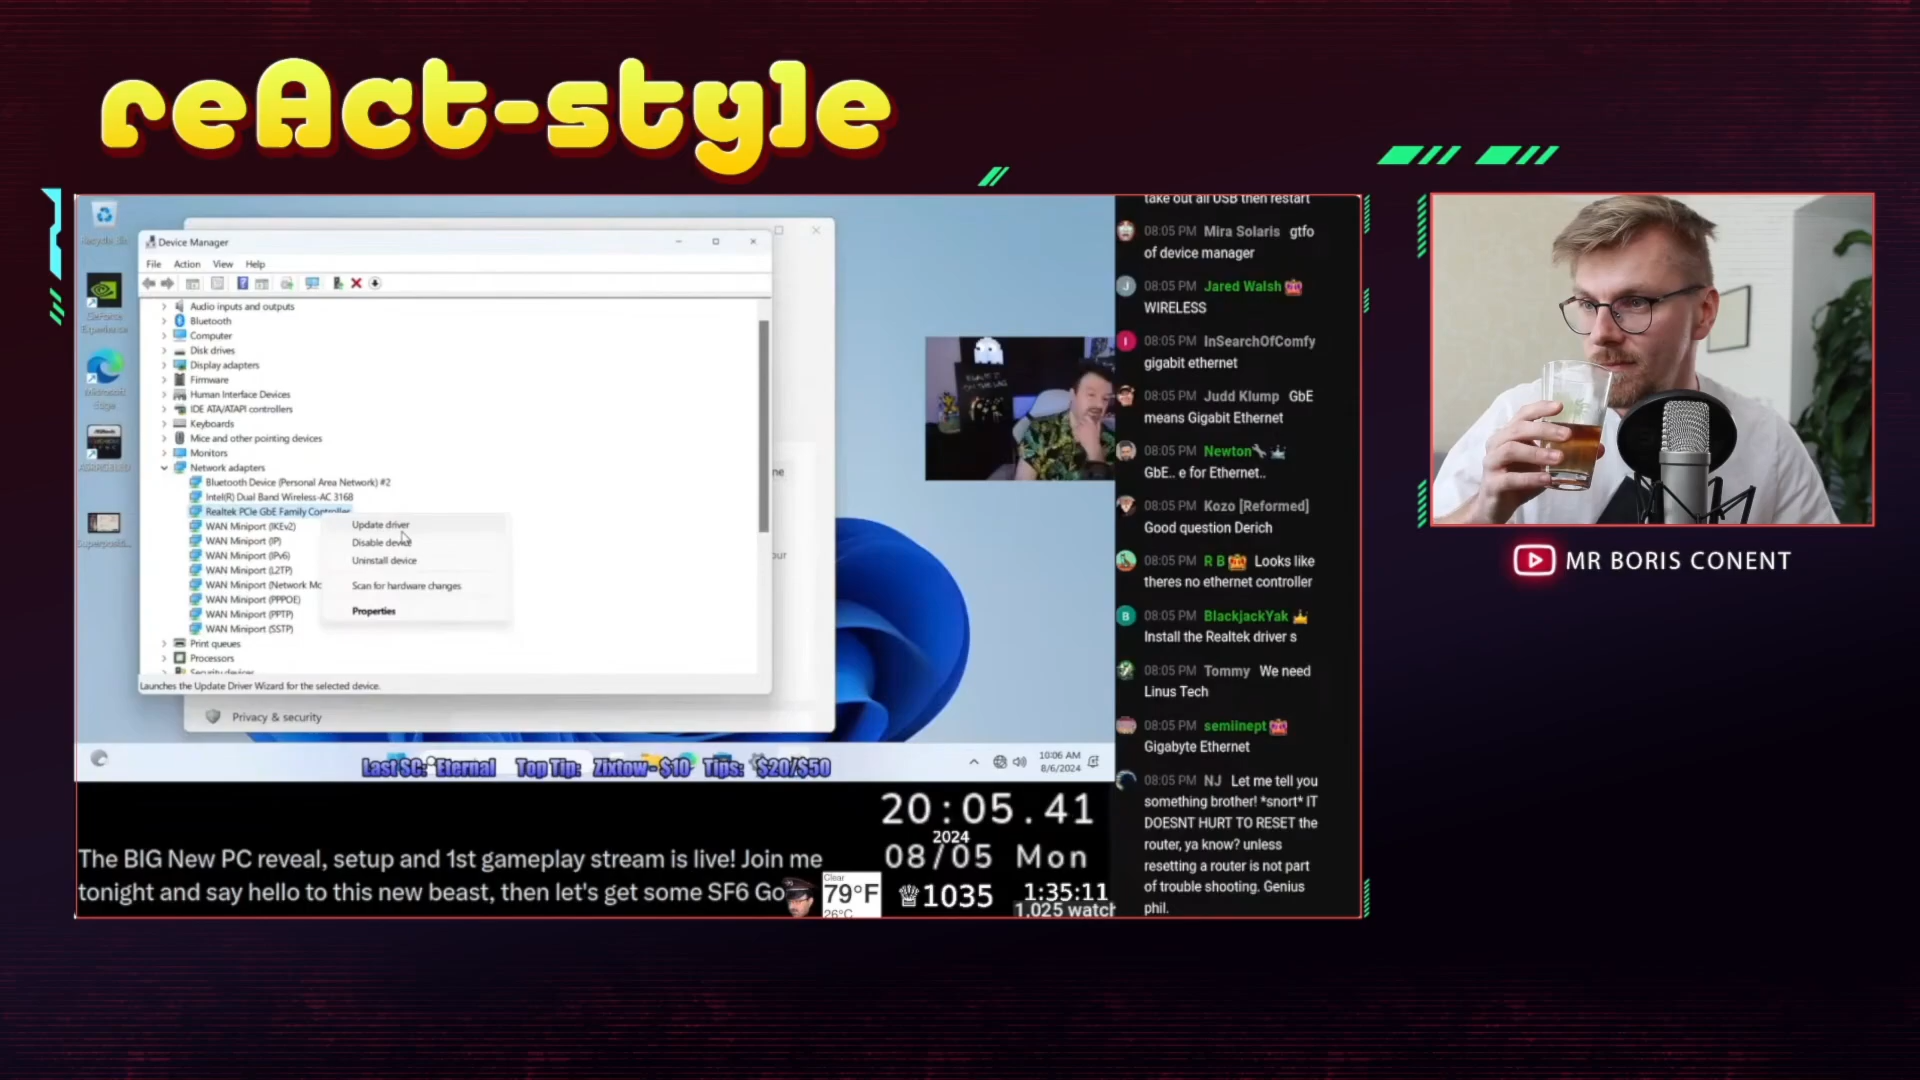 reAct-style
Device Manager
File Action View Help
Audio inputs and outputs
Bluetooth
Computer
Disk drives
Display adapters
Firmware
Human Interface Devices
IDE ATA/ATAPI controllers
Keyboards
Mice and other pointing devices
Monitors
Network adapters
Bluetooth Device (Personal Area Network) #2
Intel(R) Dual Band Wireless-AC 3168
Realtek PCIe GbE Family Controller
WAN Miniport (IKEv2)
WAN Miniport (IP)
WAN Miniport (IPv6)
WAN Miniport (L2TP)
WAN Miniport (Network Mo
WAN Miniport (PPPOE)
WAN Miniport (PPTP)
WAN Miniport (SSTP)
Print queues
Processors
Security devices
Update driver
Disable device
Uninstall device
Scan for hardware changes
Properties
Launches the Update Driver Wizard for the selected device.
Privacy & security
Last SC: Eternal Top Tip: Zixtow - $10 Tips: $20/$50
10:06 AM
8/6/2024
take out all USB then restart
08:05 PM Mira Solaris gtfo
of device manager
08:05 PM Jared Walsh
WIRELESS
08:05 PM InSearchOfComfy
gigabit ethernet
08:05 PM Judd Klump GbE
means Gigabit Ethernet
08:05 PM Newton
GbE.. e for Ethernet..
08:05 PM Kozo [Reformed]
Good question Derich
08:05 PM R B Looks like
theres no ethernet controller
08:05 PM BlackjackYak
Install the Realtek driver s
08:05 PM Tommy We need
Linus Tech
08:05 PM semiinept
Gigabyte Ethernet
08:05 PM NJ Let me tell you
something brother! *snort* IT
DOESNT HURT TO RESET the
router, ya know? unless
resetting a router is not part
of trouble shooting. Genius
phil.
The BIG New PC reveal, setup and 1st gameplay stream is live! Join me
tonight and say hello to this new beast, then let's get some SF6 Go
20:05.41
2024
08/05 Mon
Clear
79°F
26°C
1035
1:35:11
1,025 watch
MR BORIS CONENT